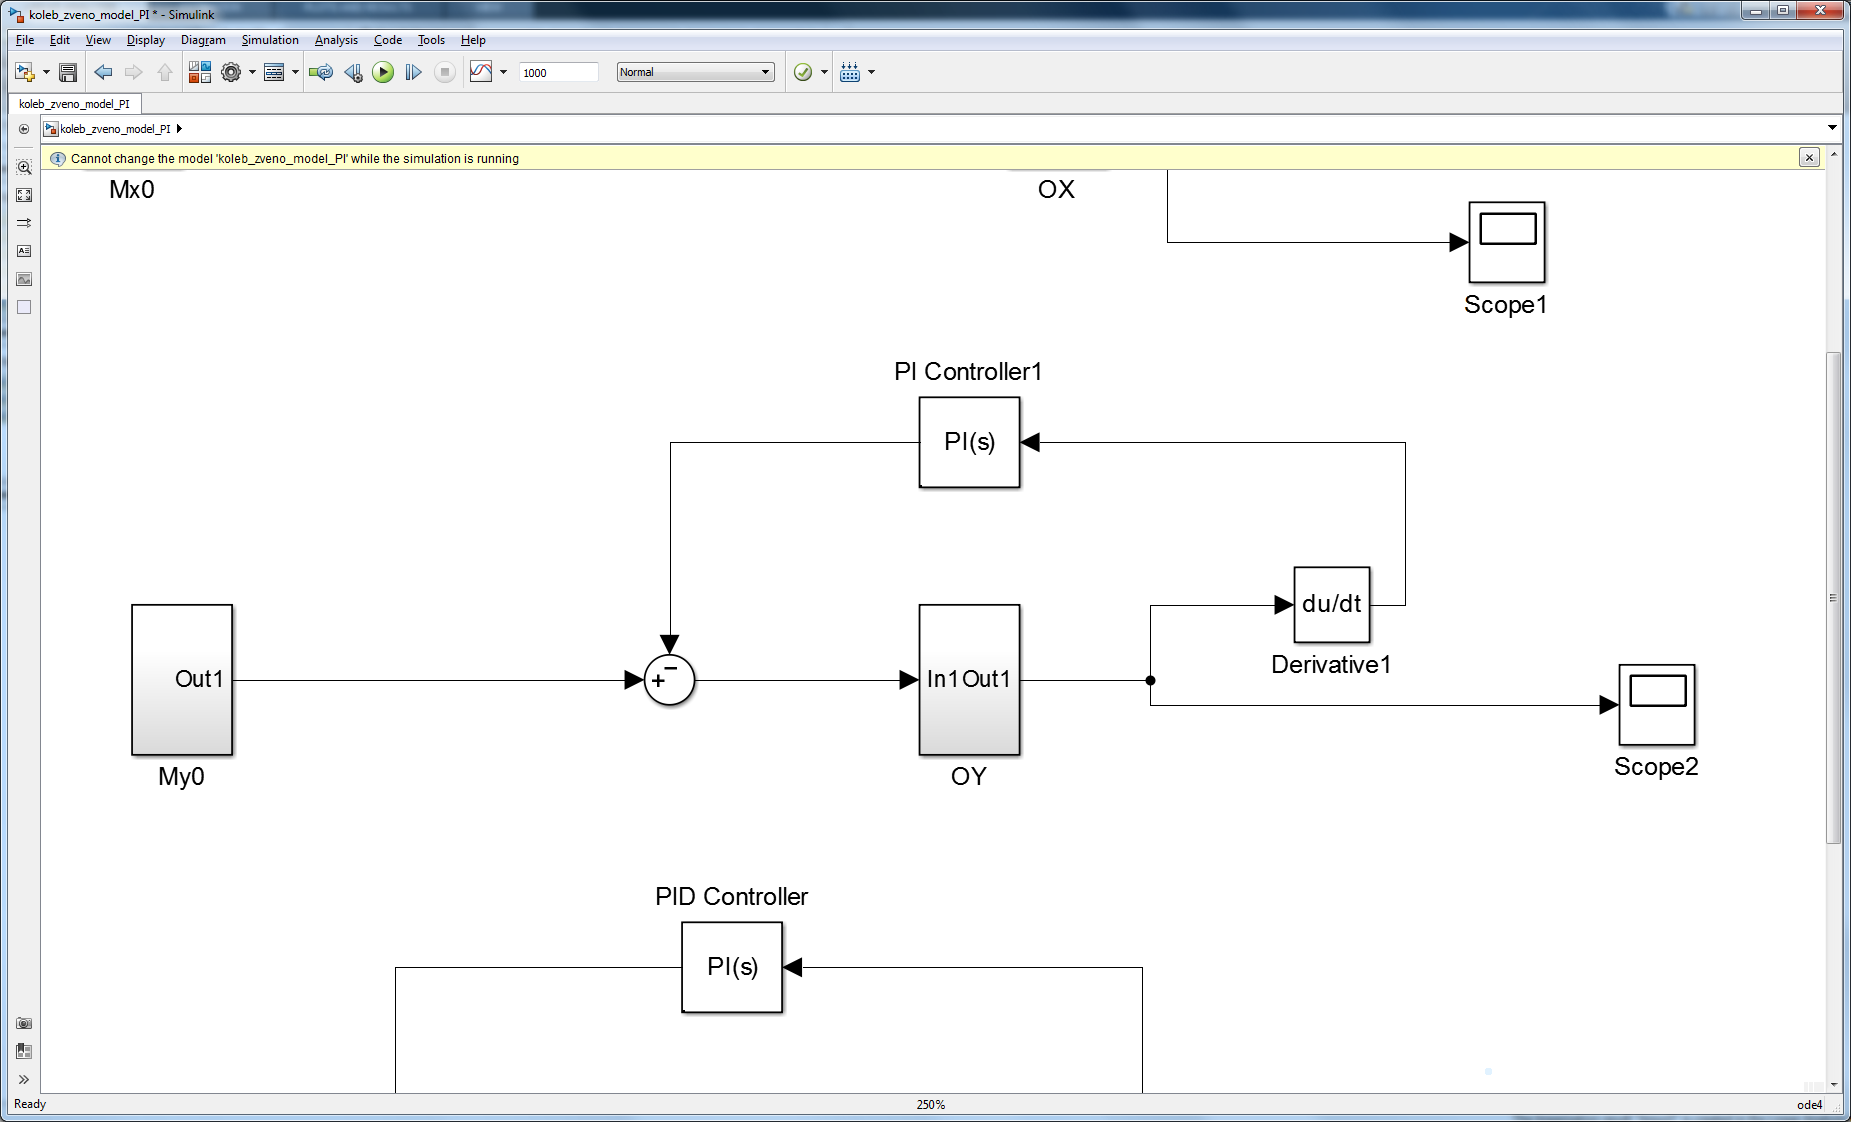 koleb_zveno_model_PI * - Simulink
File Edit View Display Diagram Simulation Analysis Code Tools Help
1000 Normal
koleb_zveno_model_PI
koleb_zveno_model_PI
Cannot change the model 'koleb_zveno_model_PI' while the simulation is running
Mx0 OX
Scope1
PI Controller1
PI(s)
du/dt
Derivative1
Out1 + − In1 Out1
My0 OY Scope2
PID Controller
PI(s)
Ready 250% ode4